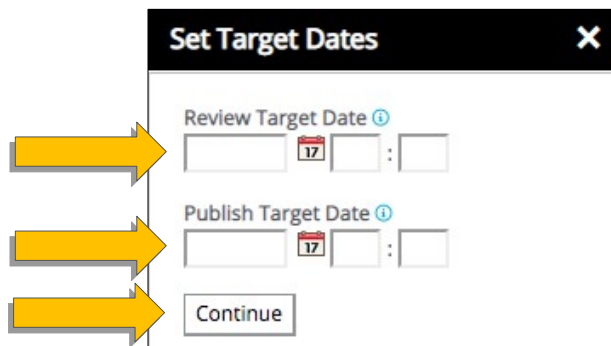 Set Target Dates ×
Review Target Date
17 :
Publish Target Date
17 :
Continue